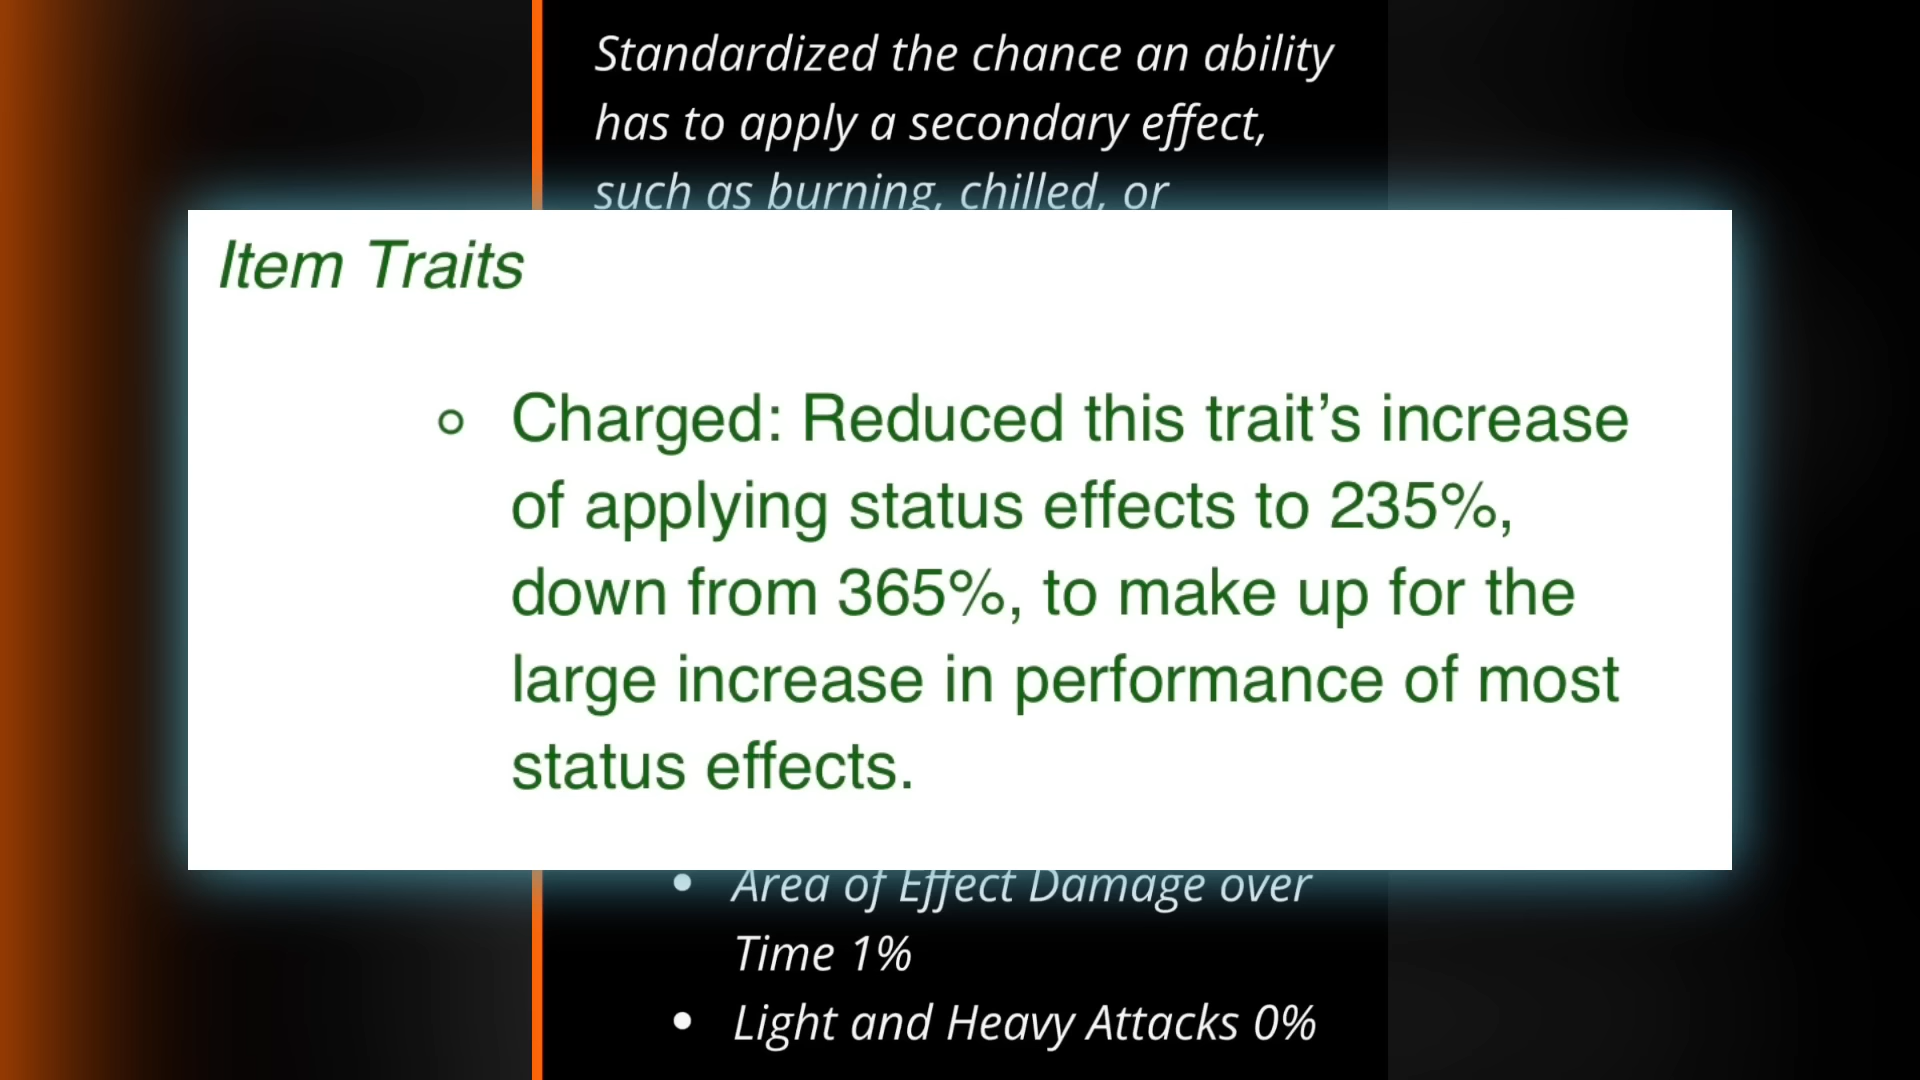 Standardized the chance an ability
has to apply a secondary effect,
such as burning, chilled, or
Item Traits
Charged: Reduced this trait’s increase
of applying status effects to 235%,
down from 365%, to make up for the
large increase in performance of most
status effects.
Area of Effect Damage over
Time 1%
Light and Heavy Attacks 0%